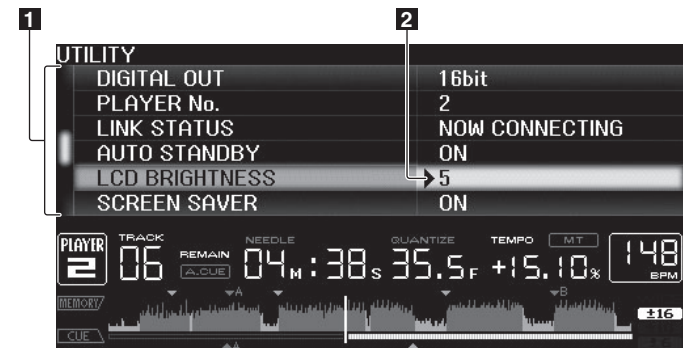 1 2
UTILITY
DIGITAL OUT 16bit
PLAYER No. 2
LINK STATUS NOW CONNECTING
AUTO STANDBY ON
LCD BRIGHTNESS 5
SCREEN SAVER ON
PLAYER 2 TRACK 06 REMAIN A.CUE NEEDLE 04M:38S QUANTIZE 35.5F TEMPO MT +15.10% 148 BPM
MEMORY A B
CUE A ±16